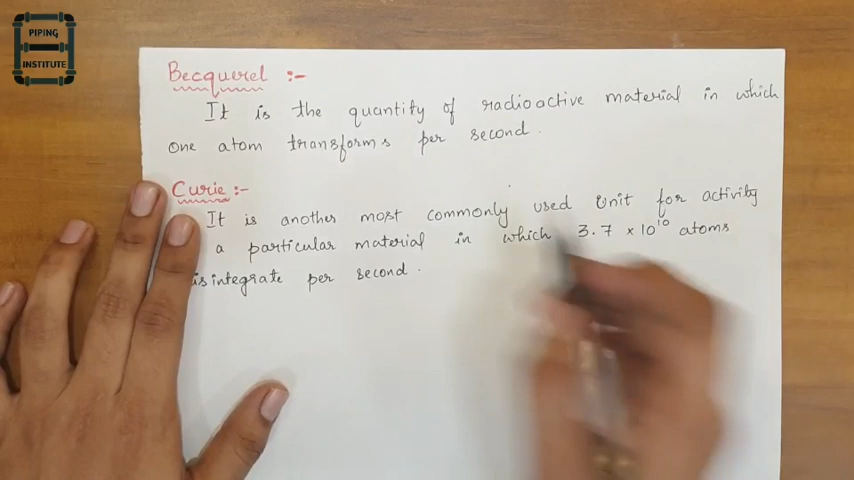 PIPING
INSTITUTE
Becquerel :-
It is the quantity of radioactive material in which
one atom transforms per second.
Curie :-
It is another most commonly used unit for activity
a particular material in which 3.7 × 10¹⁰ atoms
isintegrate per second.